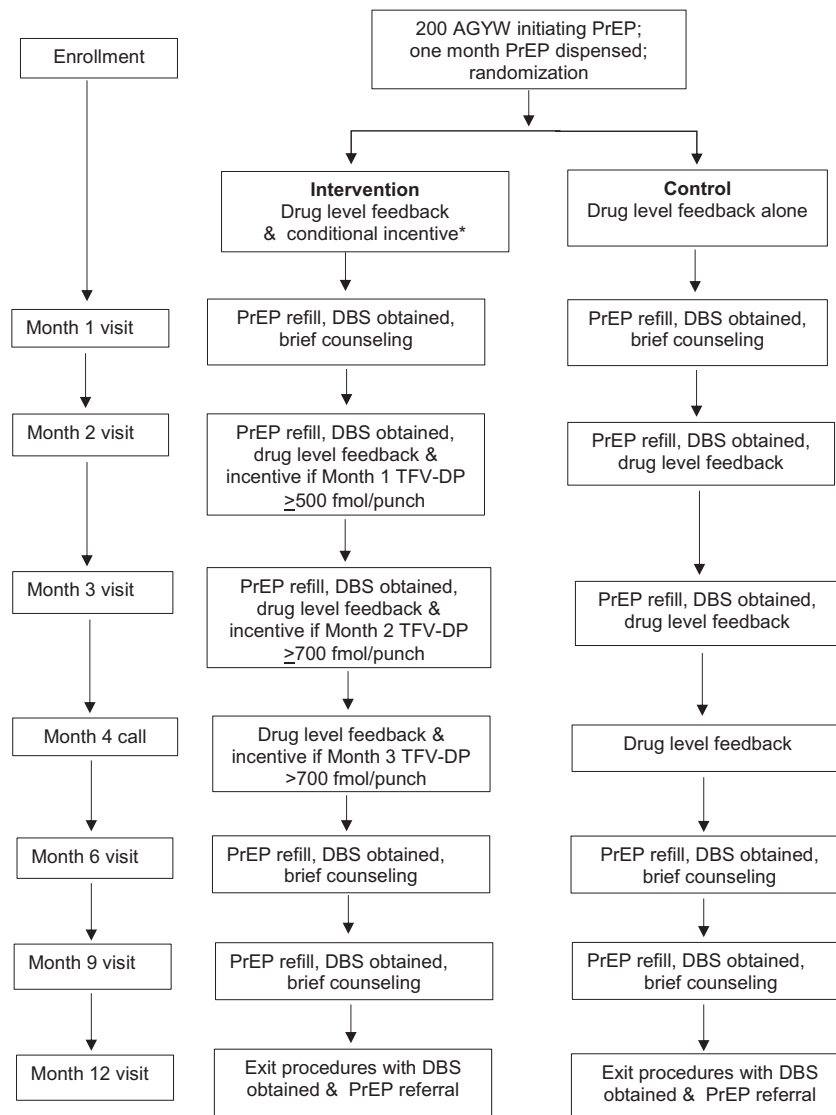 Enrollment
200 AGYW initiating PrEP;
one month PrEP dispensed;
randomization
Intervention
Drug level feedback
& conditional incentive*
Control
Drug level feedback alone
Month 1 visit
PrEP refill, DBS obtained,
brief counseling
PrEP refill, DBS obtained,
brief counseling
Month 2 visit
PrEP refill, DBS obtained,
drug level feedback &
incentive if Month 1 TFV-DP
≥500 fmol/punch
PrEP refill, DBS obtained,
drug level feedback
Month 3 visit
PrEP refill, DBS obtained,
drug level feedback &
incentive if Month 2 TFV-DP
≥700 fmol/punch
PrEP refill, DBS obtained,
drug level feedback
Month 4 call
Drug level feedback &
incentive if Month 3 TFV-DP
>700 fmol/punch
Drug level feedback
Month 6 visit
PrEP refill, DBS obtained,
brief counseling
PrEP refill, DBS obtained,
brief counseling
Month 9 visit
PrEP refill, DBS obtained,
brief counseling
PrEP refill, DBS obtained,
brief counseling
Month 12 visit
Exit procedures with DBS
obtained & PrEP referral
Exit procedures with DBS
obtained & PrEP referral